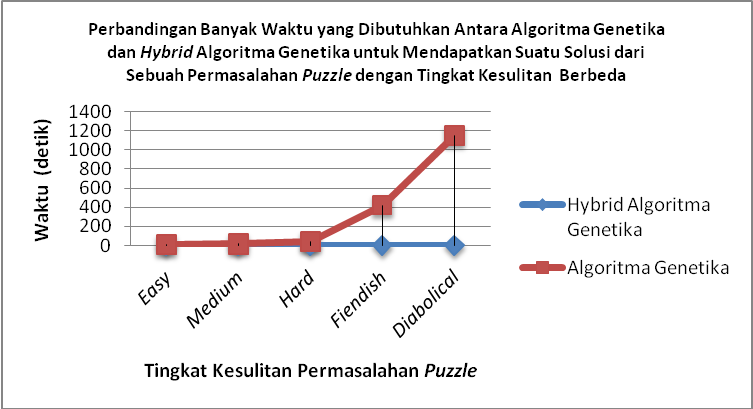 Perbandingan Banyak Waktu yang Dibutuhkan Antara Algoritma Genetika
dan Hybrid Algoritma Genetika untuk Mendapatkan Suatu Solusi dari
Sebuah Permasalahan Puzzle dengan Tingkat Kesulitan Berbeda
Waktu (detik)
1400
1200
1000
800
600
400
200
0
Easy
Medium
Hard
Fiendish
Diabolical
Hybrid Algoritma
Genetika
Algoritma Genetika
Tingkat Kesulitan Permasalahan Puzzle